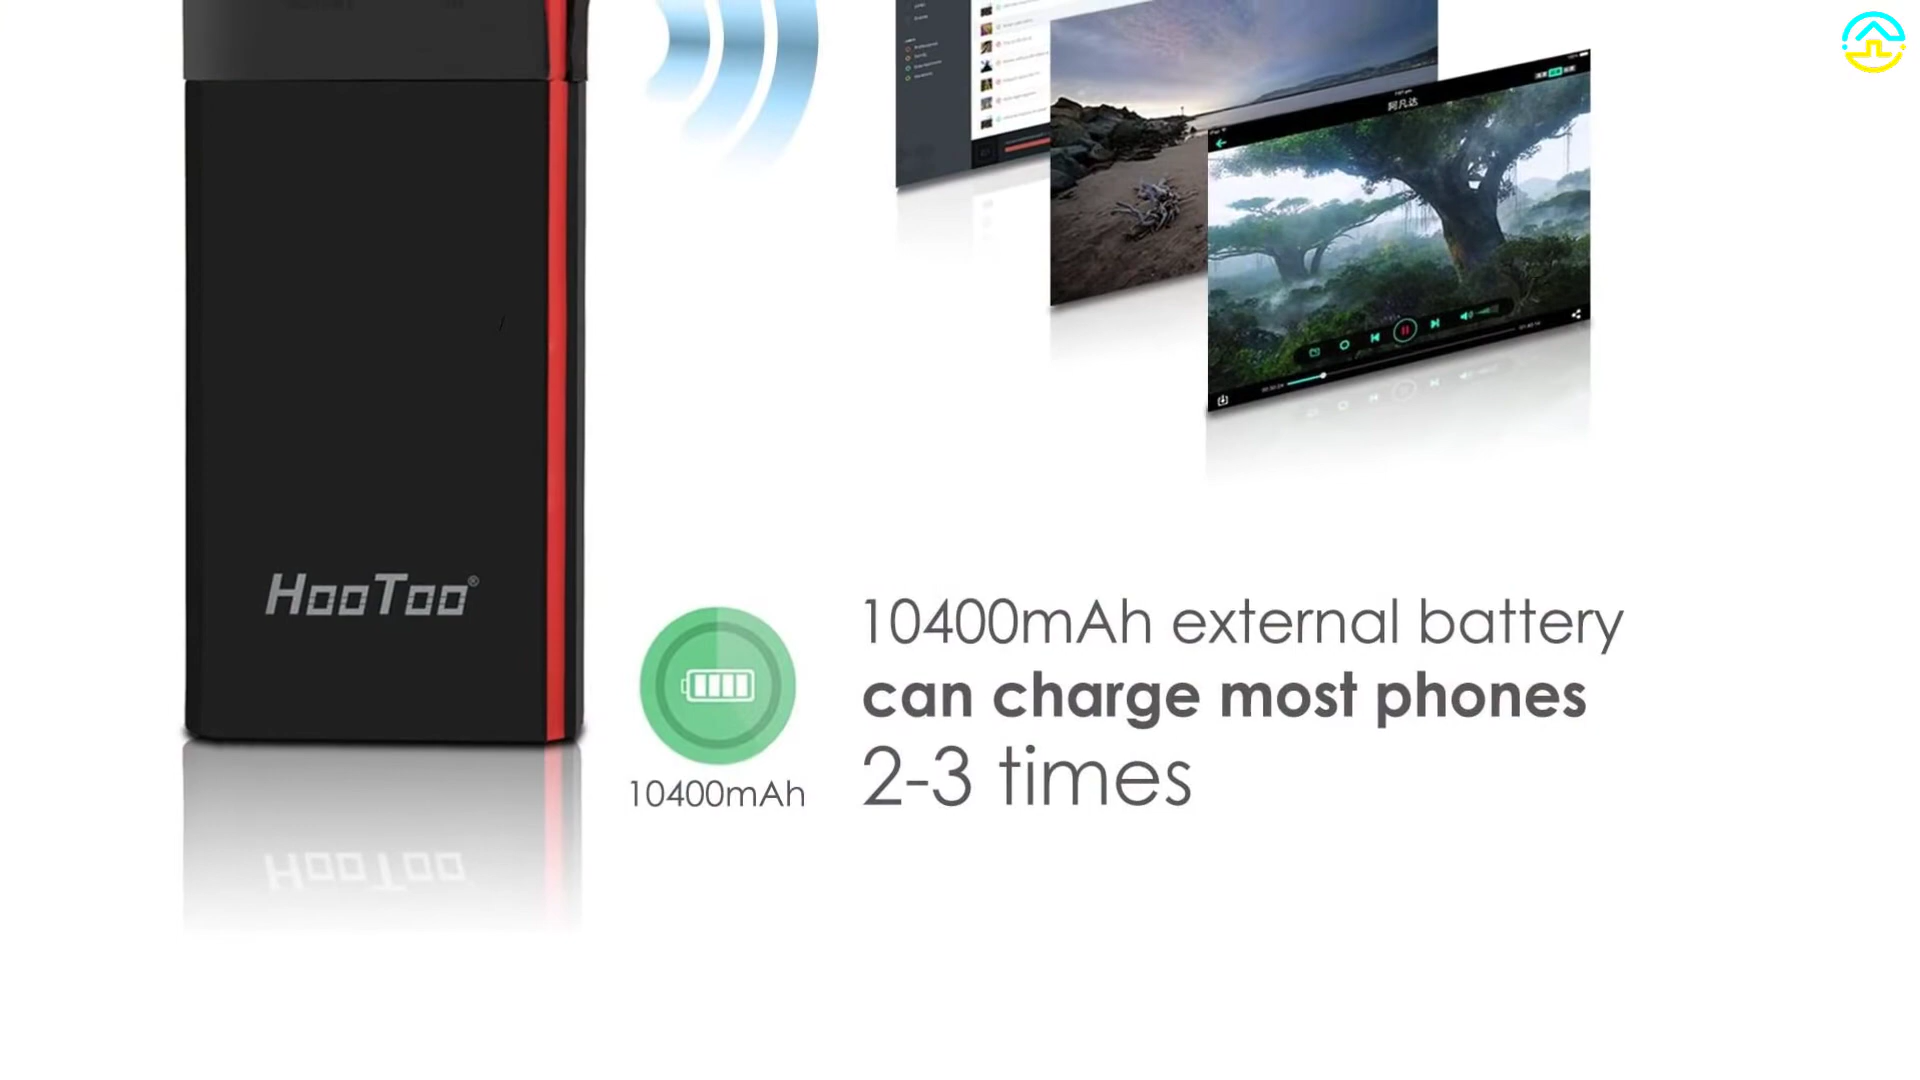 阿凡达
HooToo®
10400mAh
10400mAh external battery
can charge most phones
2-3 times